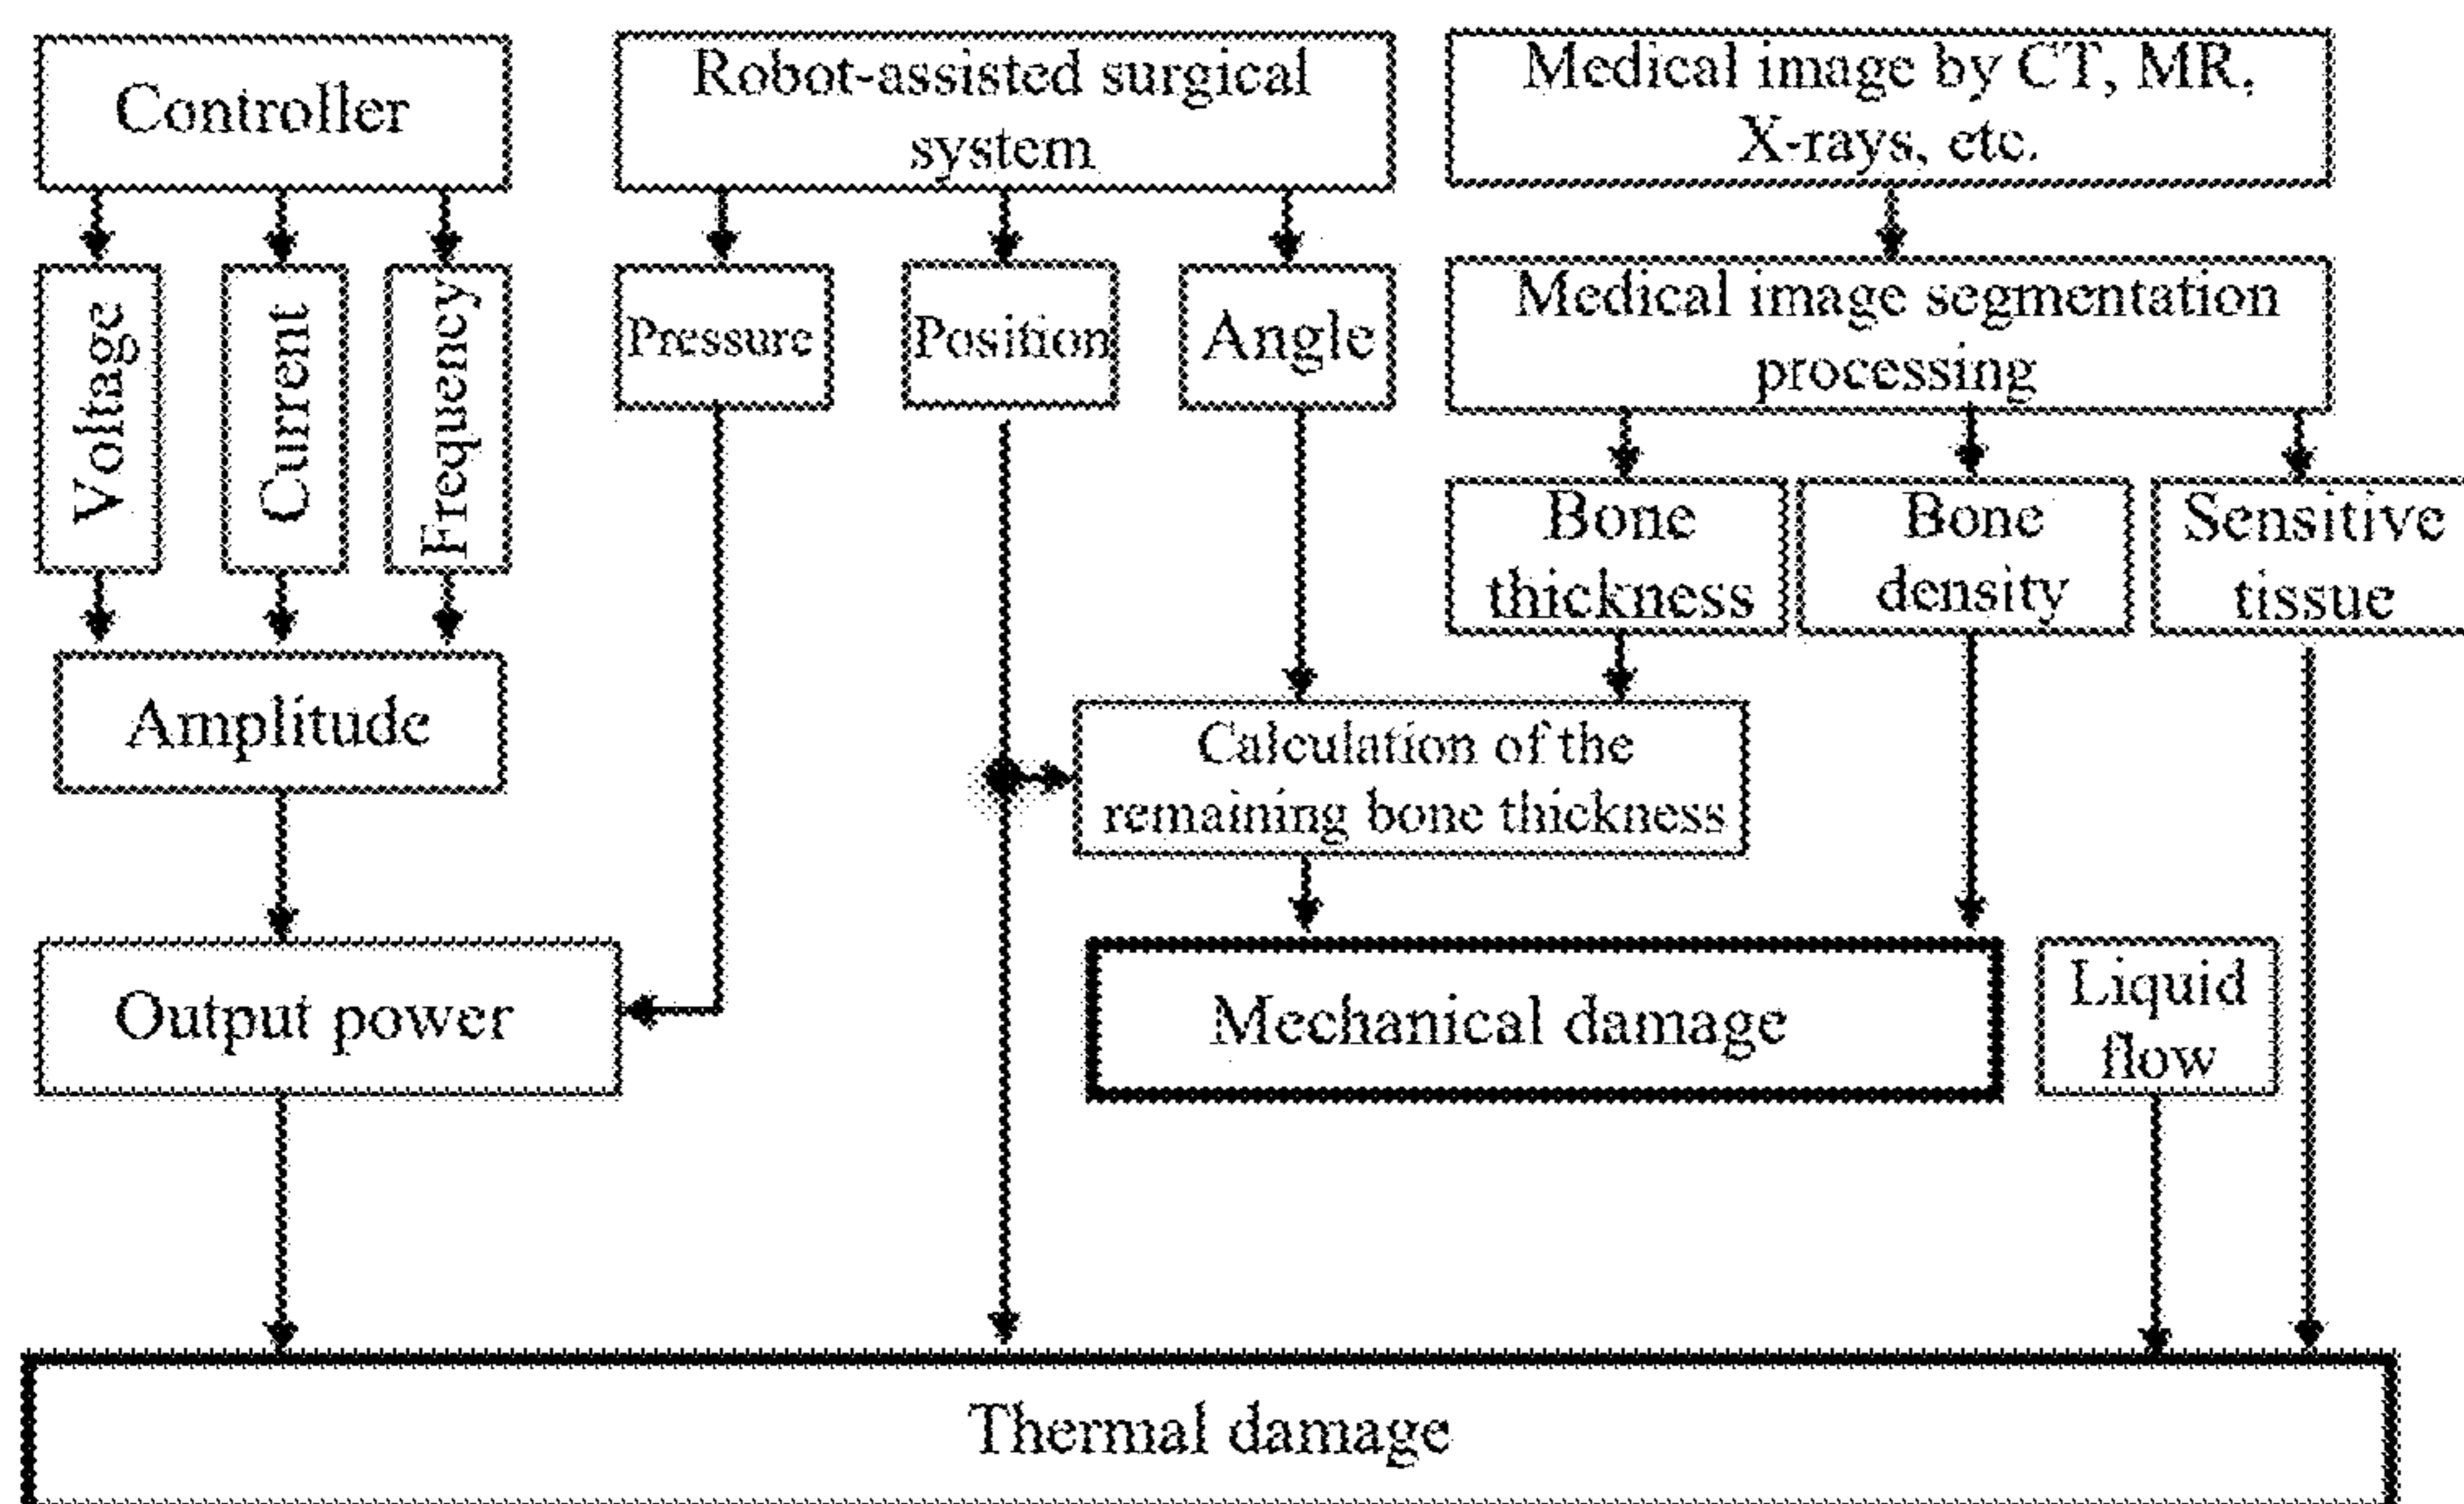 Controller
Robot-assisted surgical
system
Medical image by CT, MR,
X-rays, etc.
Voltage
Current
Frequency
Pressure
Position
Angle
Medical image segmentation
processing
Bone
thickness
Bone
density
Sensitive
tissue
Amplitude
Calculation of the
remaining bone thickness
Output power
Mechanical damage
Liquid
flow
Thermal damage